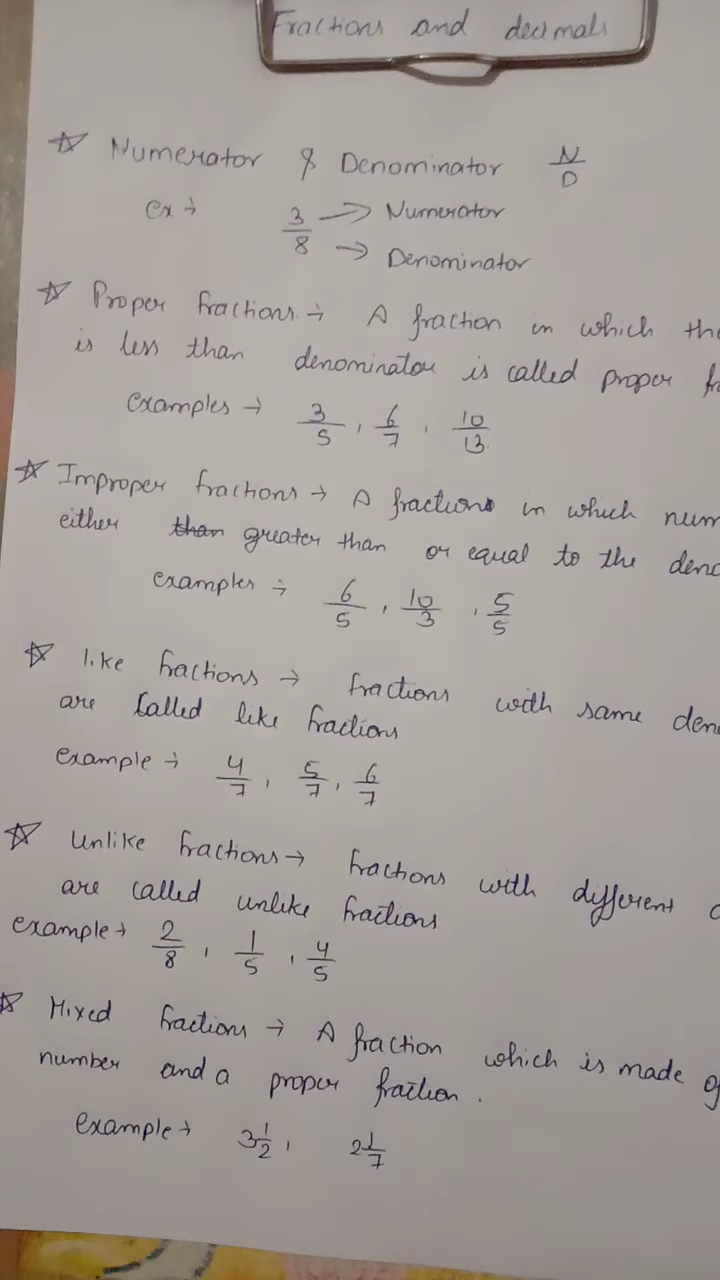 Fractions and decimals
☆ Numerator & Denominator N/D
ex → 3/8 → Numerator
→ Denominator
☆ Proper fractions → A fraction in which the
is less than denominator is called proper
examples → 3/5, 6/7, 10/13
☆ Improper fractions → A fractions in which
either than greater than or equal to the
examples → 6/5, 10/3, 5/5
☆ like fractions → fractions with same
are called like fractions
example → 4/7, 5/7, 6/7
☆ Unlike fractions → fractions with different
are called unlike fractions
example → 2/8, 1/5, 4/5
☆ Mixed fractions → A fraction which is made of
number and a proper fraction.
example → 3 1/2, 2 1/7